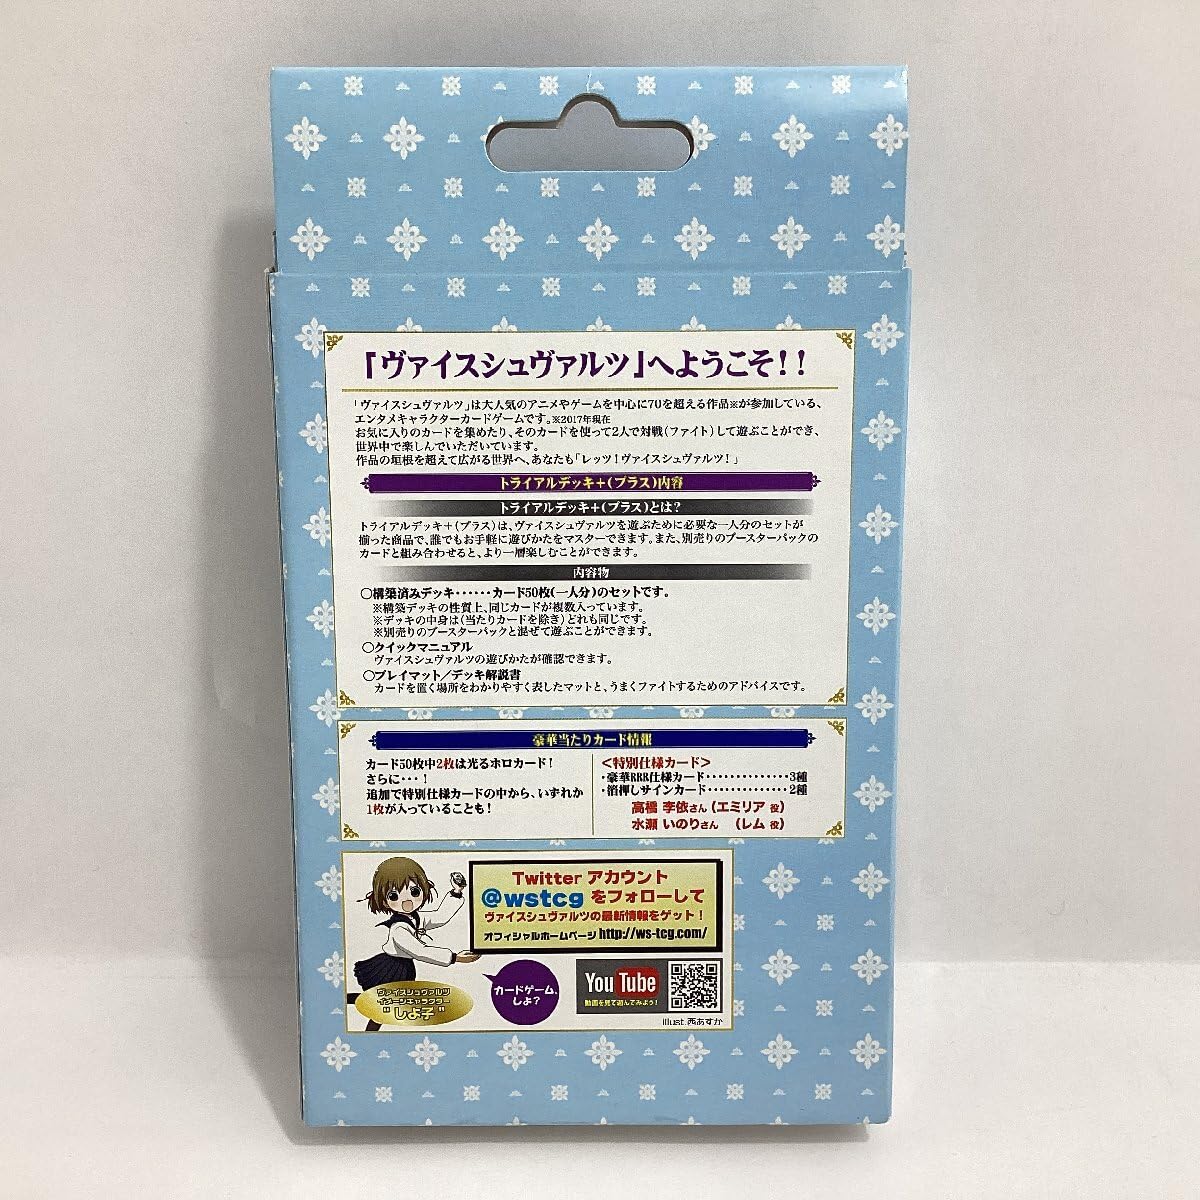 「ヴァイスシュヴァルツ」へようこそ！！
「ヴァイスシュヴァルツ」は大人気のアニメやゲームを中心に70を超える作品※が参加している、
エンタメキャラクターカードゲームです。※2017年現在
お気に入りのカードを集めたり、そのカードを使って2人で対戦（ファイト）して遊ぶことができ、
世界中で楽しんでいただいています。
作品の垣根を超えて広がる世界へ、あなたも「レッツ！ヴァイスシュヴァルツ！」
トライアルデッキ＋（プラス）内容
トライアルデッキ＋（プラス）とは？
トライアルデッキ＋（プラス）は、ヴァイスシュヴァルツを遊ぶために必要な一人分のセットが
揃った商品で、誰でもお手軽に遊びかたをマスターできます。また、別売りのブースターパックの
カードと組み合わせると、より一層楽しむことができます。
内容物
○構築済みデッキ‥‥‥カード50枚（一人分）のセットです。
※構築デッキの性質上、同じカードが複数入っています。
※デッキの中身は（当たりカードを除き）どれも同じです。
※別売りのブースターパックと混ぜて遊ぶことができます。
○クイックマニュアル
ヴァイスシュヴァルツの遊びかたが確認できます。
○プレイマット／デッキ解説書
カードを置く場所をわかりやすく表したマットと、うまくファイトするためのアドバイスです。
豪華当たりカード情報
カード50枚中2枚は光るホロカード！
さらに・・・！
追加で特別仕様カードの中から、いずれか
1枚が入っていることも！
＜特別仕様カード＞
・豪華RRR仕様カード‥‥‥‥‥‥‥3種
・箔押しサインカード‥‥‥‥‥‥‥2種
高橋 李依さん（エミリア 役）
水瀬 いのりさん （レム 役）
Twitter アカウント
@wstcg をフォローして
ヴァイスシュヴァルツの最新情報をゲット！
オフィシャルホームページ http://ws-tcg.com/
ヴァイスシュヴァルツ
イメージキャラクター
"しよ子"
カードゲーム、
しよ？
YouTube
動画を見て遊んでみよう！
illust.西あすか